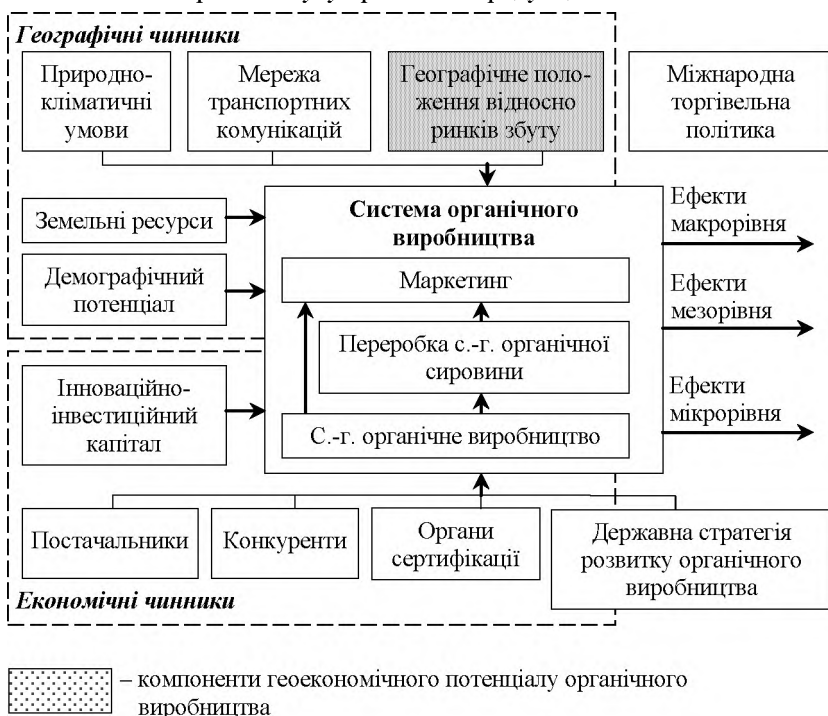 Географічні чинники
Природно-
кліматичні
умови
Мережа
транспортних
комунікацій
Географічне поло-
ження відносно
ринків збуту
Міжнародна
торгівельна
політика
Земельні ресурси
Демографічний
потенціал
Система органічного
виробництва
Маркетинг
Переробка с.-г. органічної
сировини
С.-г. органічне виробництво
Ефекти
макрорівня
Ефекти
мезорівня
Ефекти
мікрорівня
Інноваційно-
інвестиційний
капітал
Постачальники
Конкуренти
Органи
сертифікації
Державна стратегія
розвитку органічного
виробництва
Економічні чинники
– компоненти геоекономічного потенціалу органічного
виробництва